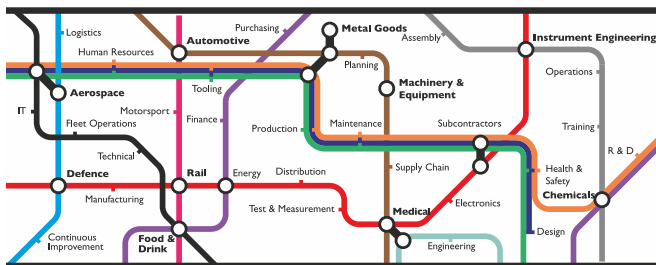 Logistics
Purchasing
Metal Goods
Assembly
Instrument Engineering
Automotive
Human Resources
Planning
Operations
Tooling
Aerospace
Machinery &
Equipment
IT
Motorsport
Finance
Fleet Operations
Production
Maintenance
Subcontractors
Training
Technical
R & D
Defence
Rail
Energy
Distribution
Supply Chain
Health &
Safety
Manufacturing
Test & Measurement
Electronics
Chemicals
Medical
Food &
Drink
Continuous
Improvement
Engineering
Design